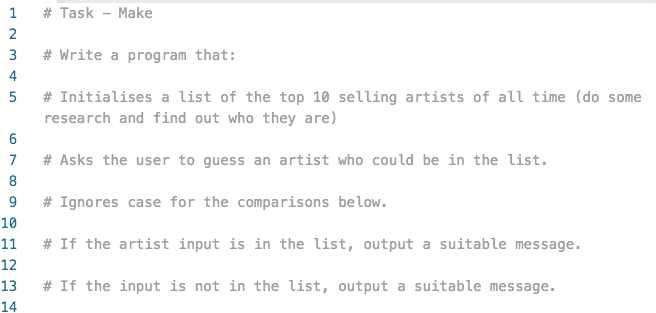 1 # Task – Make
2
3 # Write a program that:
4
5 # Initialises a list of the top 10 selling artists of all time (do some
research and find out who they are)
6
7 # Asks the user to guess an artist who could be in the list.
8
9 # Ignores case for the comparisons below.
10
11 # If the artist input is in the list, output a suitable message.
12
13 # If the input is not in the list, output a suitable message.
14